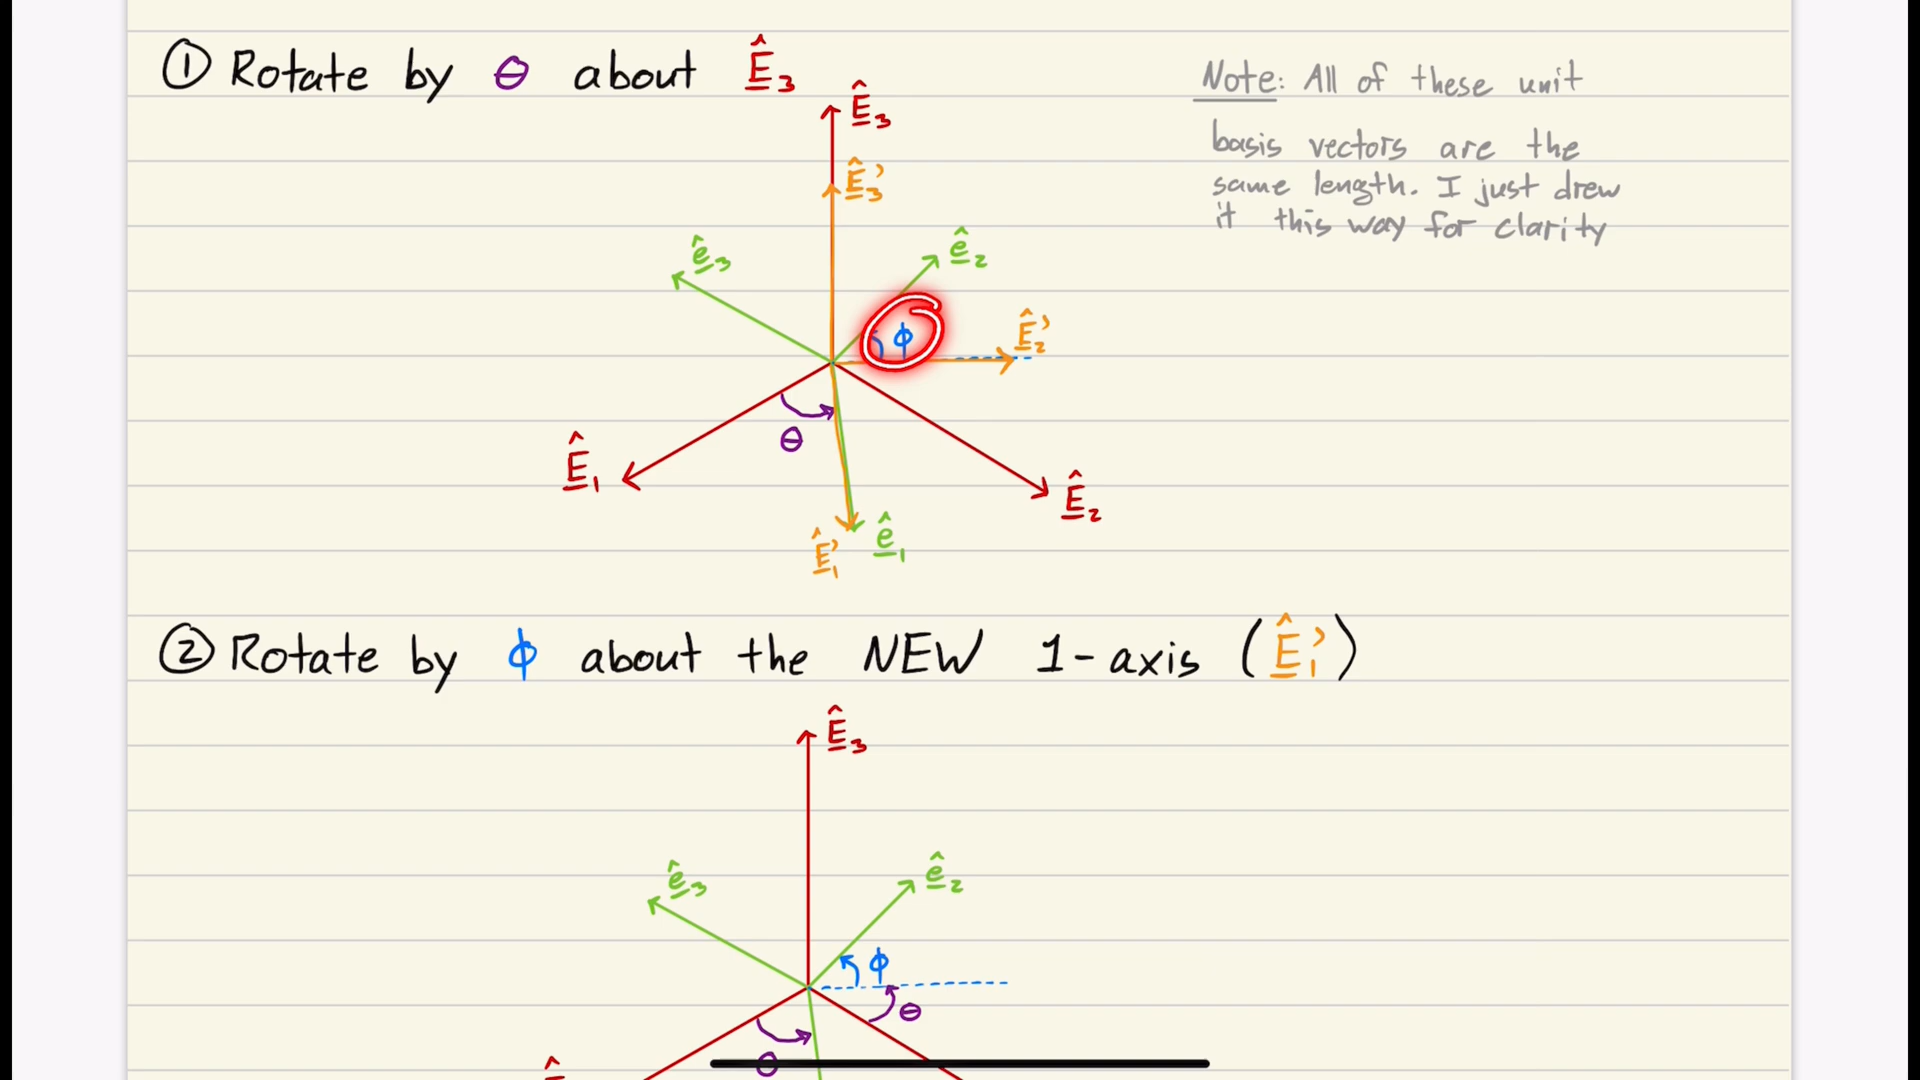 ① Rotate by θ about Ê₃
Note: All of these unit
basis vectors are the
same length. I just drew
it this way for clarity
Ê₃
Ê₃'
ê₃
ê₂
ϕ
Ê₂'
θ
Ê₁
Ê₂
Ê₁'
ê₁
② Rotate by ϕ about the NEW 1-axis (Ê₁')
Ê₃
ê₃
ê₂
ϕ
θ
θ